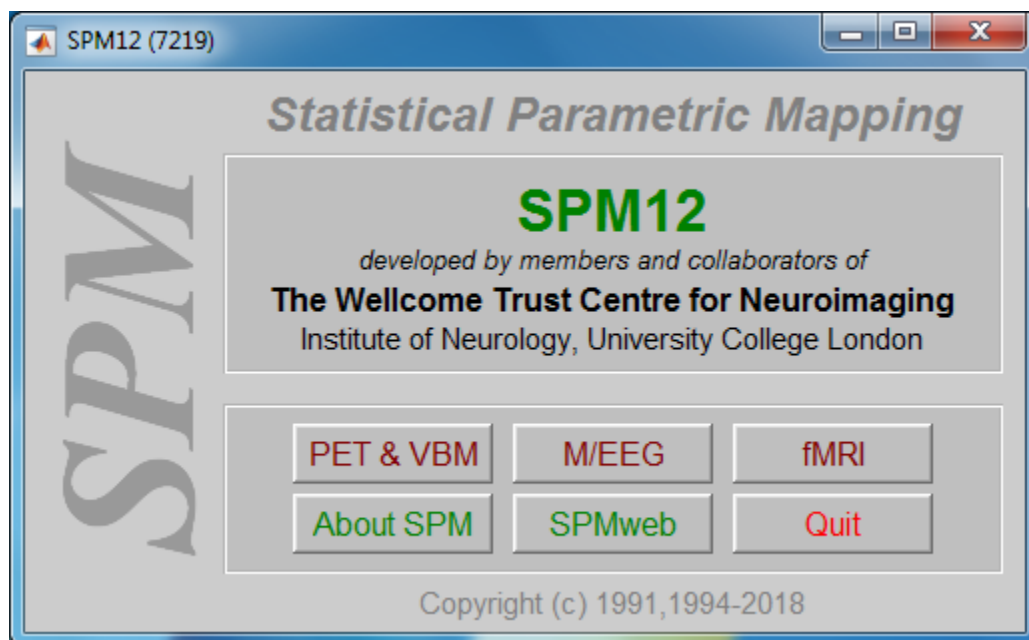 SPM12 (7219)
SPM
Statistical Parametric Mapping
SPM12
developed by members and collaborators of
The Wellcome Trust Centre for Neuroimaging
Institute of Neurology, University College London
PET & VBM M/EEG fMRI
About SPM SPMweb Quit
Copyright (c) 1991,1994-2018